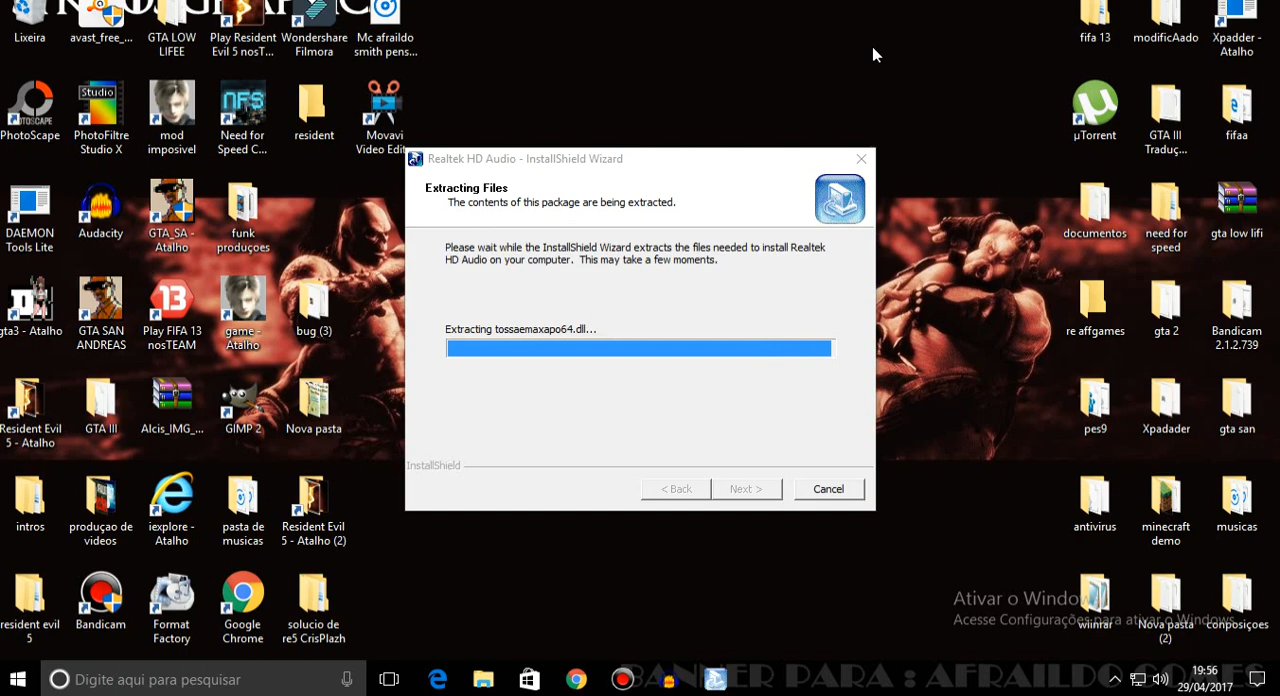 Lixeira
avast_free_...
GTA LOW
LIFEE
Play Resident
Evil 5 nosT...
Wondershare
Filmora
Mc afraildo
smith pens...
fifa 13
modificAado
Xpadder -
Atalho
PhotoScape
Studio
PhotoFiltre
Studio X
mod
imposivel
NFS
Need for
Speed C...
resident
Movavi
Video Edit...
µTorrent
GTA III
Traduç...
fifaa
DAEMON
Tools Lite
Audacity
GTA_SA -
Atalho
funk
produçoes
documentos
need for
speed
gta low lifi
gta3 - Atalho
GTA SAN
ANDREAS
13
Play FIFA 13
nosTEAM
game -
Atalho
bug (3)
re affgames
gta 2
Bandicam
2.1.2.739
Resident Evil
5 - Atalho
GTA III
Alcis_IMG_...
GIMP 2
Nova pasta
pes9
Xpadader
gta san
intros
produçao de
videos
iexplore -
Atalho
pasta de
musicas
Resident Evil
5 - Atalho (2)
antivirus
minecraft
demo
musicas
resident evil
5
Bandicam
Format
Factory
Google
Chrome
solucio de
re5 CrisPlazh
winrar
Nova pasta
(2)
conposiçoes
Realtek HD Audio - InstallShield Wizard
Extracting Files
The contents of this package are being extracted.
Please wait while the InstallShield Wizard extracts the files needed to install Realtek
HD Audio on your computer. This may take a few moments.
Extracting tossaemaxapo64.dll...
InstallShield
< Back
Next >
Cancel
Ativar o Windows
Acesse Configurações para ativar o Windows.
Digite aqui para pesquisar
BANNER PARA : AFRAILDO GOMES
19:56
29/04/2017